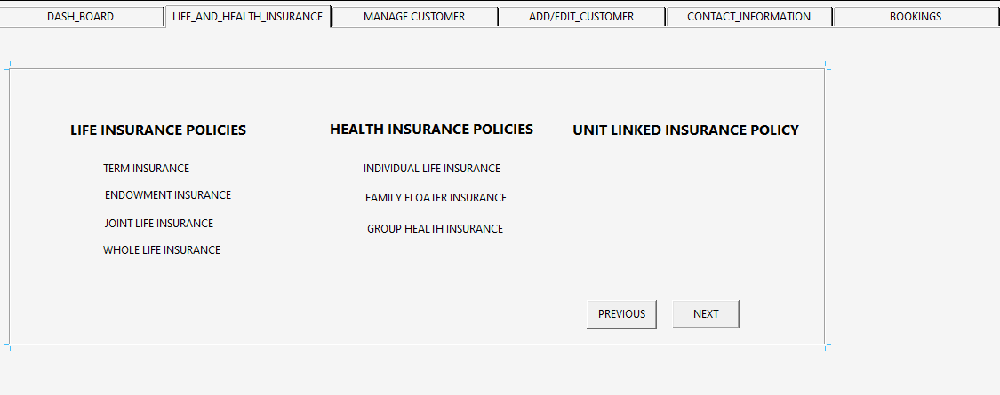 DASH_BOARD
LIFE_AND_HEALTH_INSURANCE
MANAGE CUSTOMER
ADD/EDIT_CUSTOMER
CONTACT_INFORMATION
BOOKINGS
LIFE INSURANCE POLICIES
TERM INSURANCE
ENDOWMENT INSURANCE
JOINT LIFE INSURANCE
WHOLE LIFE INSURANCE
HEALTH INSURANCE POLICIES
INDIVIDUAL LIFE INSURANCE
FAMILY FLOATER INSURANCE
GROUP HEALTH INSURANCE
UNIT LINKED INSURANCE POLICY
PREVIOUS
NEXT